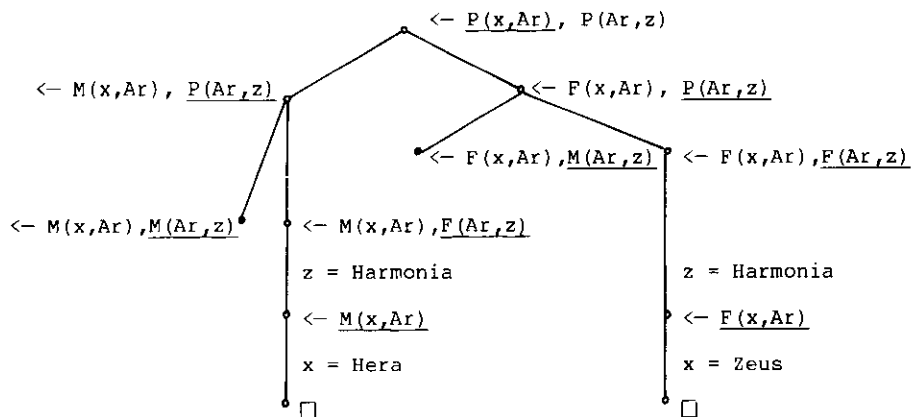 <— P(x,Ar), P(Ar,z)
<— M(x,Ar), P(Ar,z)
<— F(x,Ar), P(Ar,z)
<— F(x,Ar),M(Ar,z)
<— F(x,Ar),F(Ar,z)
<— M(x,Ar),M(Ar,z)
<— M(x,Ar),F(Ar,z)
z = Harmonia
z = Harmonia
<— M(x,Ar)
<— F(x,Ar)
x = Hera
x = Zeus